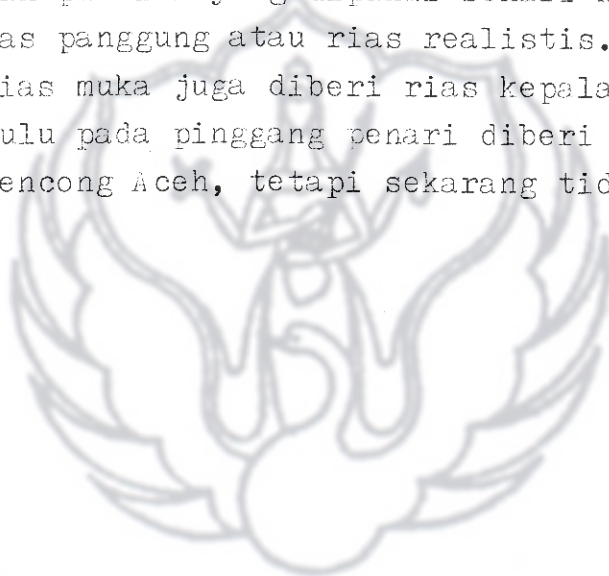 as panggung atau rias realistis.
ias muka juga diberi rias kepala
ulu pada pinggang penari diberi
encong Aceh, tetapi sekarang tid